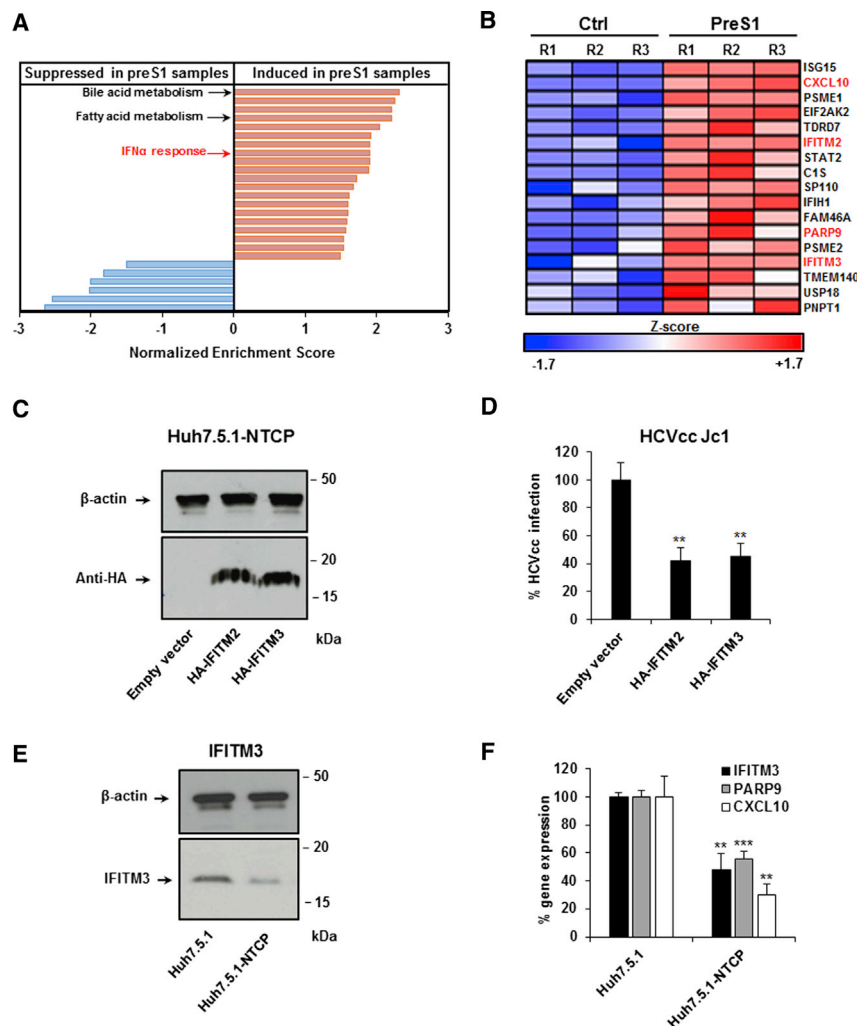 A
Suppressed in preS1 samples
Induced in preS1 samples
Bile acid metabolism
Fatty acid metabolism
IFNα response
-3 -2 -1 0 1 2 3
Normalized Enrichment Score
B
Ctrl PreS1
R1 R2 R3 R1 R2 R3
ISG15
CXCL10
PSME1
EIF2AK2
TDRD7
IFITM2
STAT2
C1S
SP110
IFIH1
FAM46A
PARP9
PSME2
IFITM3
TMEM140
USP18
PNPT1
Z-score
-1.7 +1.7
C
Huh7.5.1-NTCP
β-actin
- 50
Anti-HA
- 20
- 15
kDa
Empty vector
HA-IFITM2
HA-IFITM3
D
HCVcc Jc1
% HCVcc infection
120
100
80
60
40
20
0
**
**
Empty vector
HA-IFITM2
HA-IFITM3
E
IFITM3
β-actin
- 50
IFITM3
- 20
- 15
kDa
Huh7.5.1
Huh7.5.1-NTCP
F
% gene expression
120
100
80
60
40
20
0
IFITM3
PARP9
CXCL10
** *** **
Huh7.5.1
Huh7.5.1-NTCP